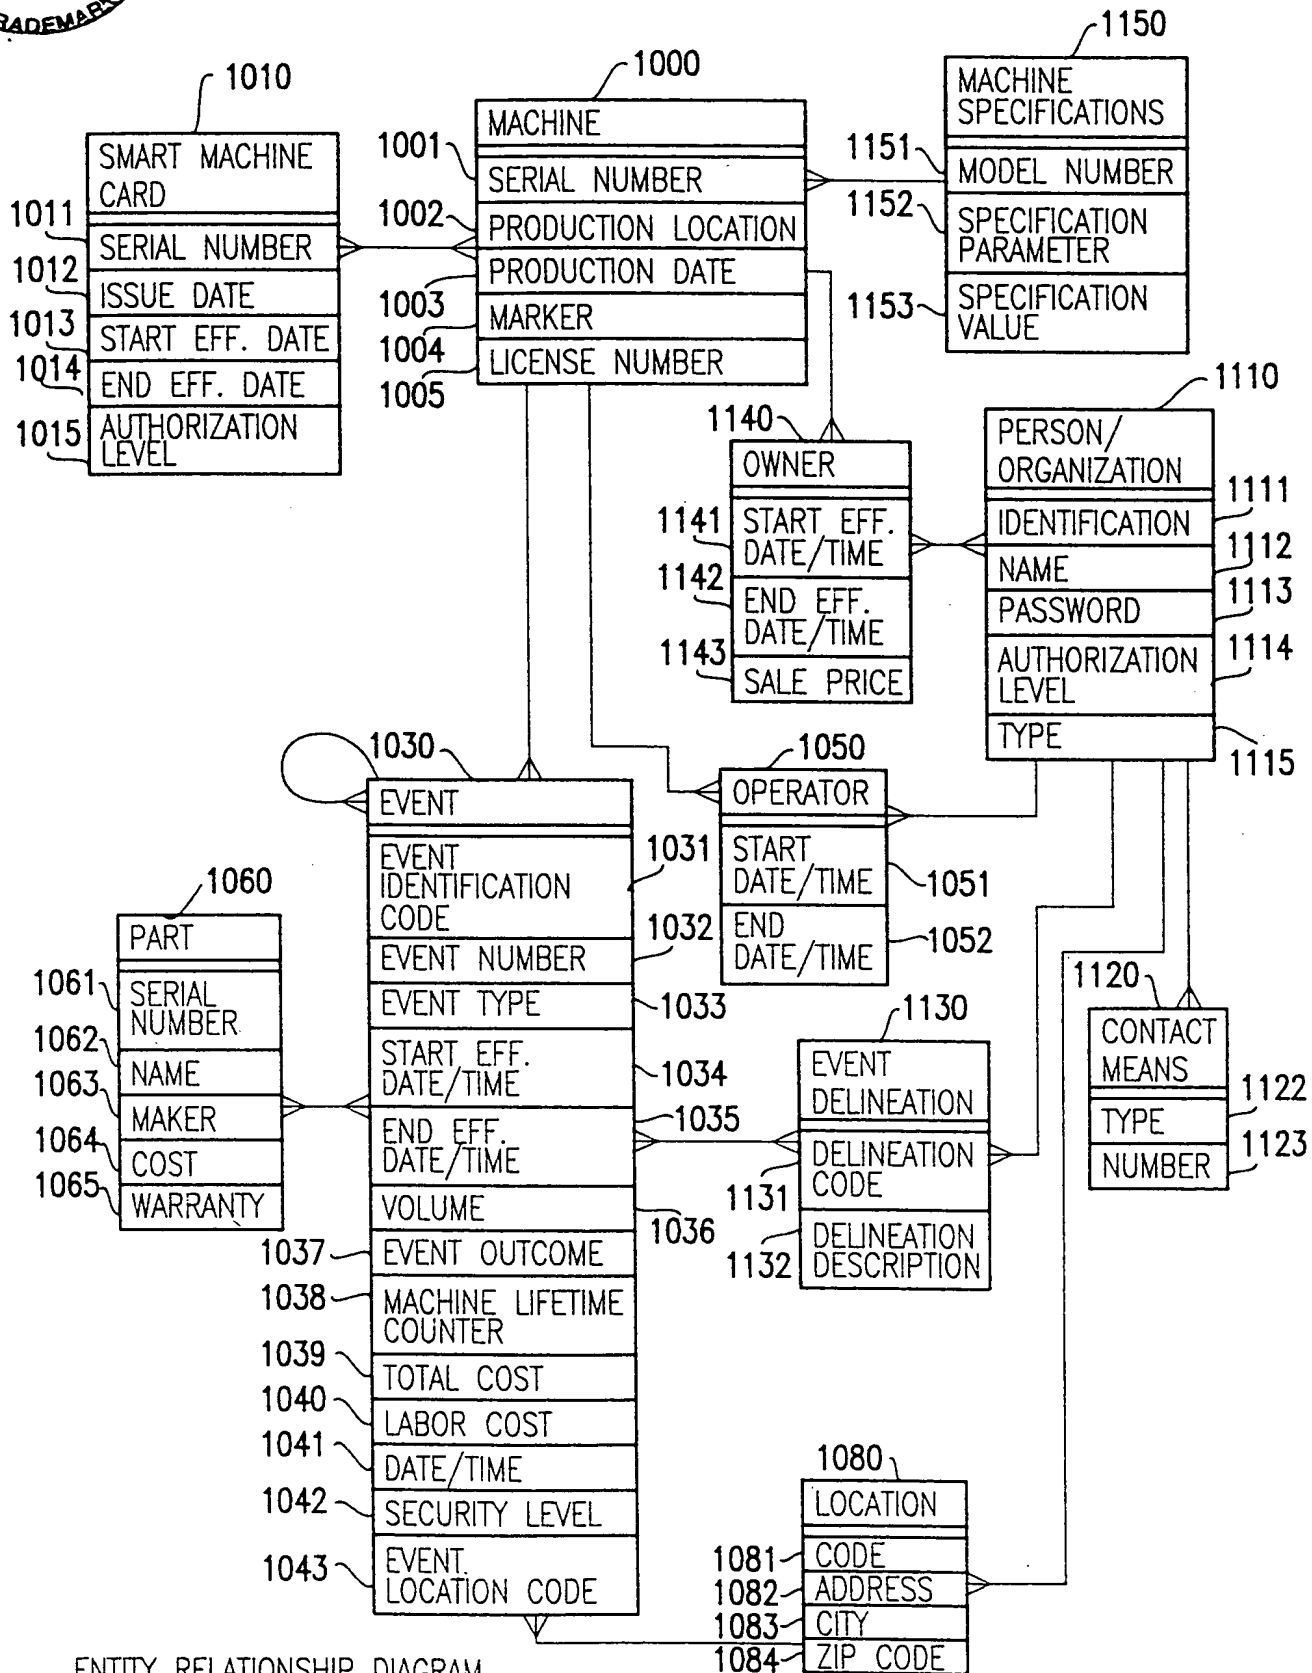 TRADEMARK
1010
SMART MACHINE
CARD
1011
SERIAL NUMBER
1012
ISSUE DATE
1013
START EFF. DATE
1014
END EFF. DATE
1015
AUTHORIZATION
LEVEL
1000
MACHINE
1001
SERIAL NUMBER
1002
PRODUCTION LOCATION
1003
PRODUCTION DATE
1004
MARKER
1005
LICENSE NUMBER
1150
MACHINE
SPECIFICATIONS
1151
MODEL NUMBER
1152
SPECIFICATION
PARAMETER
1153
SPECIFICATION
VALUE
1140
OWNER
1141
START EFF.
DATE/TIME
1142
END EFF.
DATE/TIME
1143
SALE PRICE
1110
PERSON/
ORGANIZATION
1111
IDENTIFICATION
1112
NAME
1113
PASSWORD
1114
AUTHORIZATION
LEVEL
1115
TYPE
1030
EVENT
1031
EVENT
IDENTIFICATION
CODE
1032
EVENT NUMBER
1033
EVENT TYPE
1034
START EFF.
DATE/TIME
1035
END EFF.
DATE/TIME
1036
VOLUME
1037
EVENT OUTCOME
1038
MACHINE LIFETIME
COUNTER
1039
TOTAL COST
1040
LABOR COST
1041
DATE/TIME
1042
SECURITY LEVEL
1043
EVENT.
LOCATION CODE
1050
OPERATOR
1051
START
DATE/TIME
1052
END
DATE/TIME
1060
PART
1061
SERIAL
NUMBER
1062
NAME
1063
MAKER
1064
COST
1065
WARRANTY
1130
EVENT
DELINEATION
1131
DELINEATION
CODE
1132
DELINEATION
DESCRIPTION
1120
CONTACT
MEANS
1122
TYPE
1123
NUMBER
1080
LOCATION
1081
CODE
1082
ADDRESS
1083
CITY
1084
ZIP CODE
ENTITY RELATIONSHIP DIAGRAM